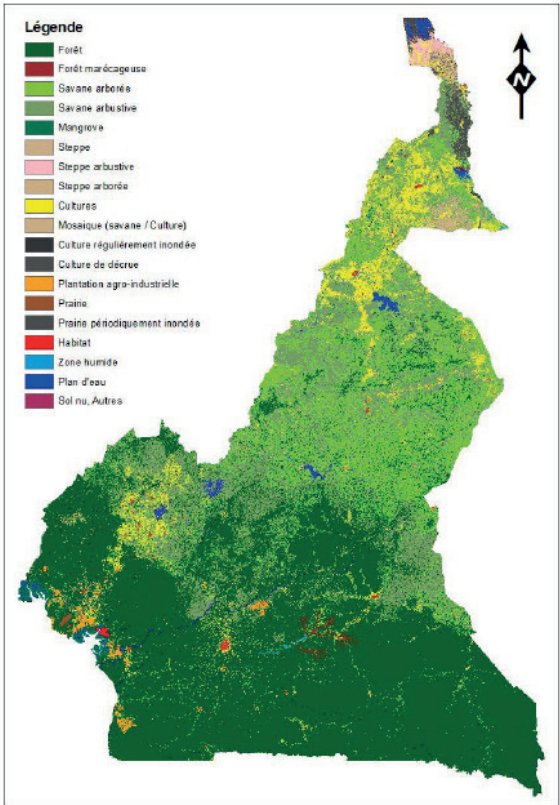 Légende
Forêt
Forêt marécageuse
Savane arborée
Savane arbustive
Mangrove
Steppe
Steppe arbustive
Steppe arborée
Cultures
Mosaique (savane / Culture)
Culture régulièrement inondée
Culture de décrue
Plantation agro-industrielle
Prairie
Prairie périodiquement inondée
Habitat
Zone humide
Plan d'eau
Sol nu, Autres
N